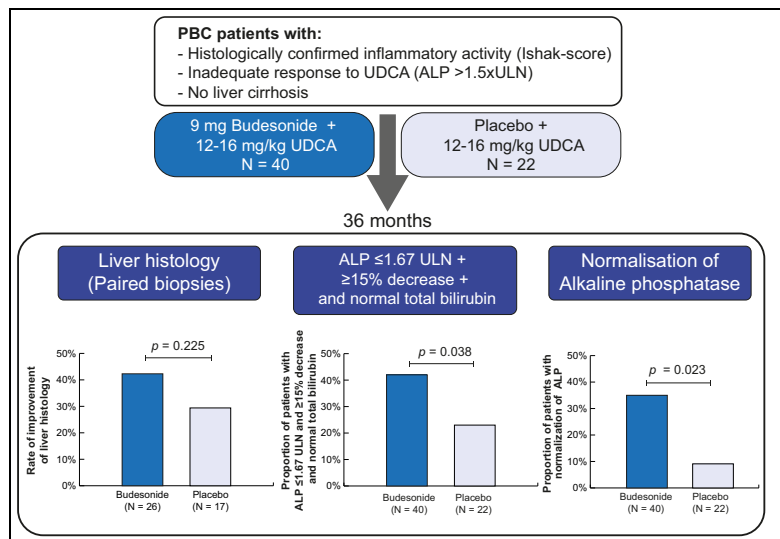 PBC patients with:
- Histologically confirmed inflammatory activity (Ishak-score)
- Inadequate response to UDCA (ALP >1.5xULN)
- No liver cirrhosis
9 mg Budesonide +
12-16 mg/kg UDCA
N = 40
Placebo +
12-16 mg/kg UDCA
N = 22
36 months
Liver histology
(Paired biopsies)
ALP ≤1.67 ULN +
≥15% decrease +
and normal total bilirubin
Normalisation of
Alkaline phosphatase
Rate of improvement
of liver histology
50%
40%
30%
20%
10%
0%
p = 0.225
Budesonide
(N = 26)
Placebo
(N = 17)
Proportion of patients with
ALP ≤1.67 ULN and ≥15% decrease
and normal total bilirubin
50%
40%
30%
20%
10%
0%
p = 0.038
Budesonide
(N = 40)
Placebo
(N = 22)
Proportion of patients with
normalization of ALP
50%
40%
30%
20%
10%
0%
p = 0.023
Budesonide
(N = 40)
Placebo
(N = 22)